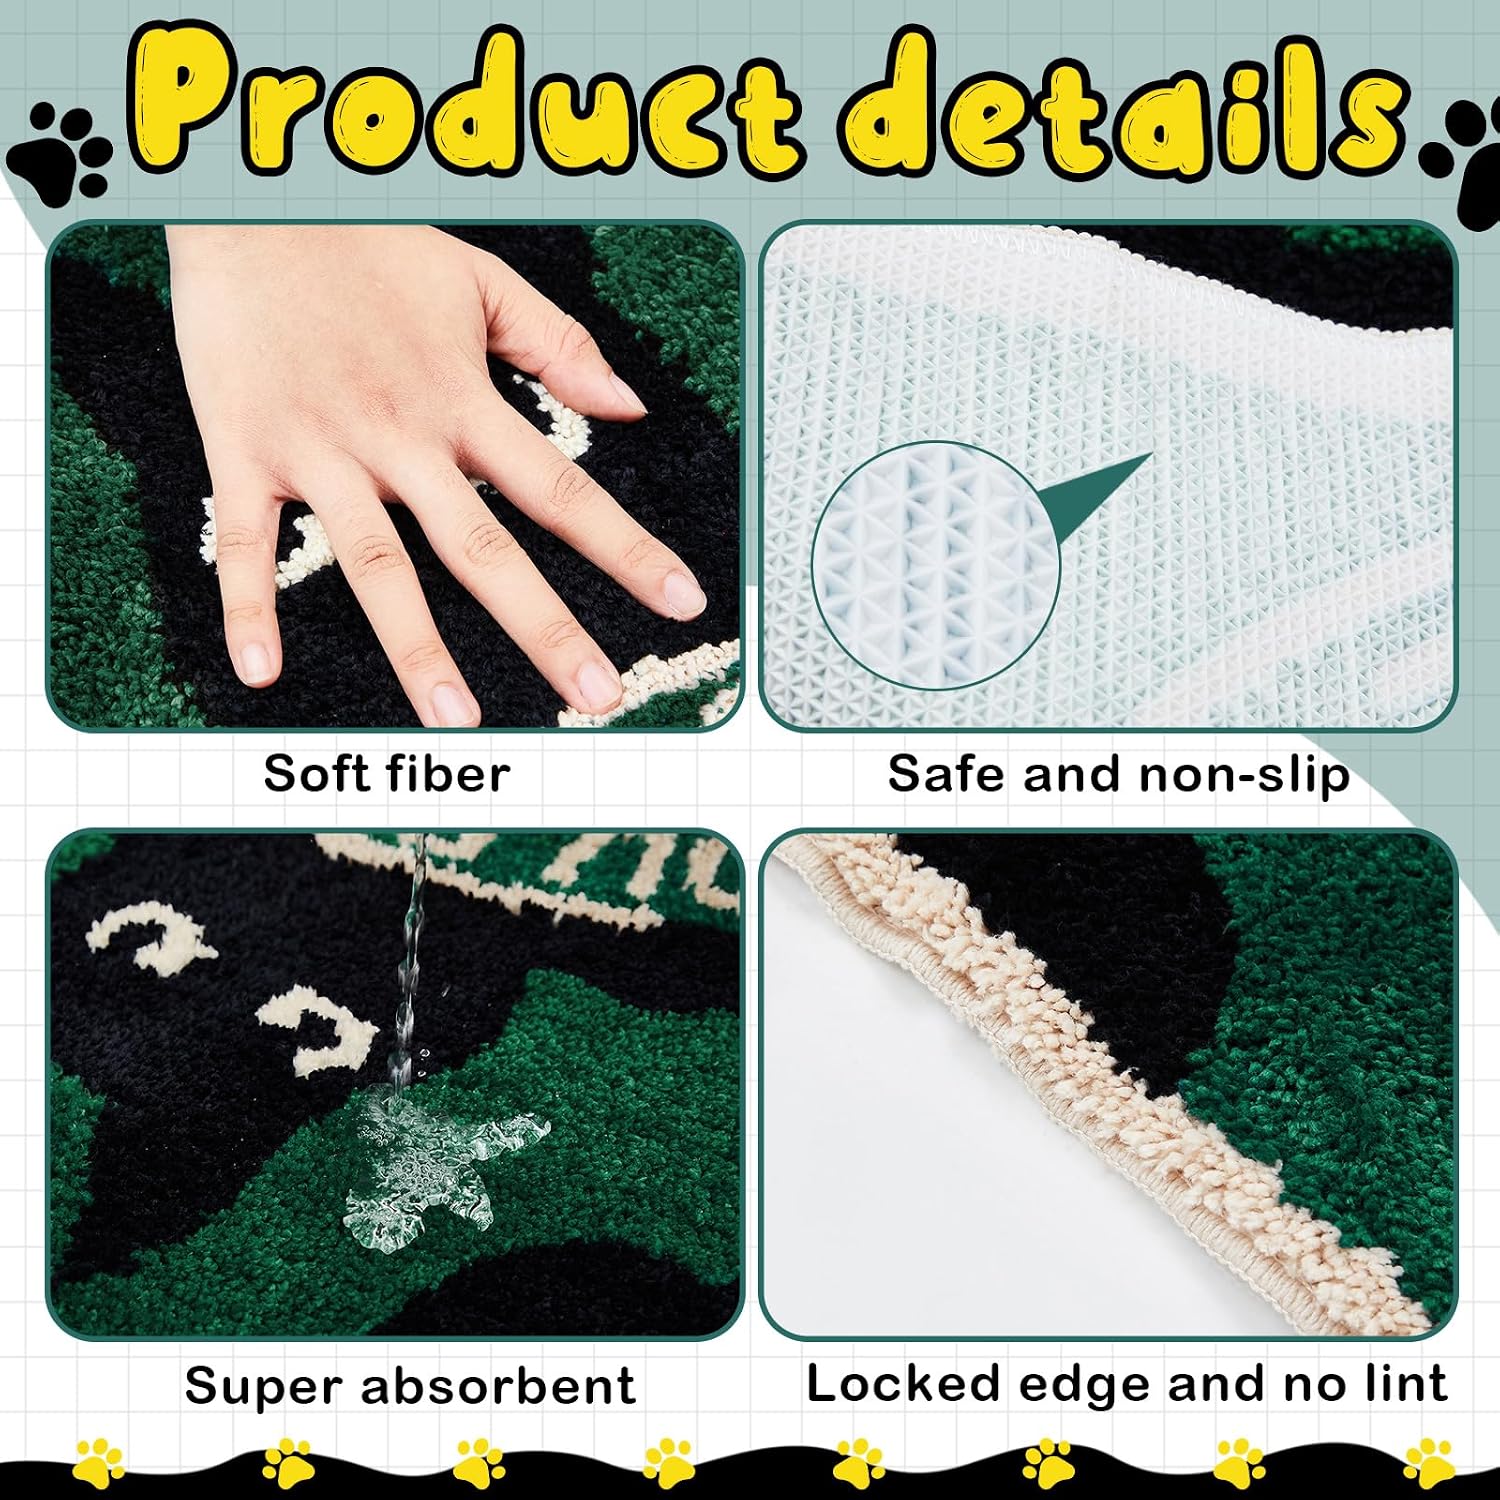 Product details
Soft fiber
Safe and non-slip
Super absorbent
Locked edge and no lint